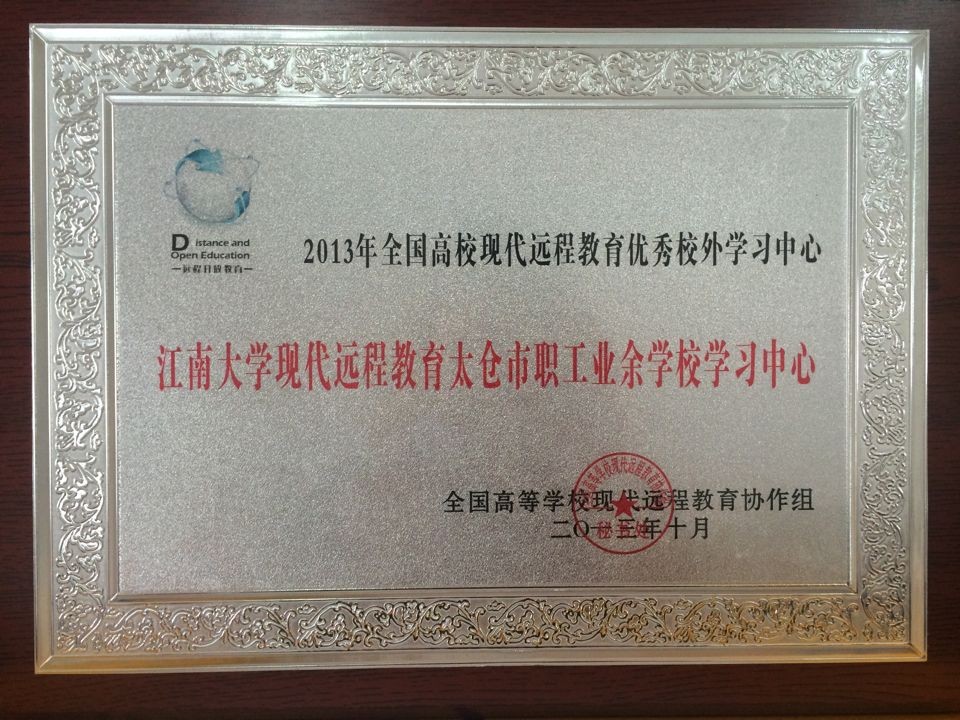 D istance and
Open Education
远程开放教育
2013年全国高校现代远程教育优秀校外学习中心
江南大学现代远程教育太仓市职工业余学校学习中心
全国高等学校现代远程教育协作组
二〇一三年十月